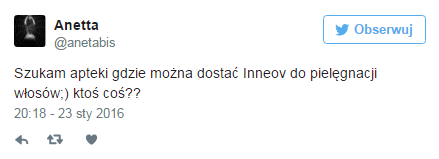 Anetta
@anetabis
Obserwuj
Szukam apteki gdzie można dostać Inneov do pielęgnacji
włosów;) ktoś coś??
20:18 - 23 sty 2016